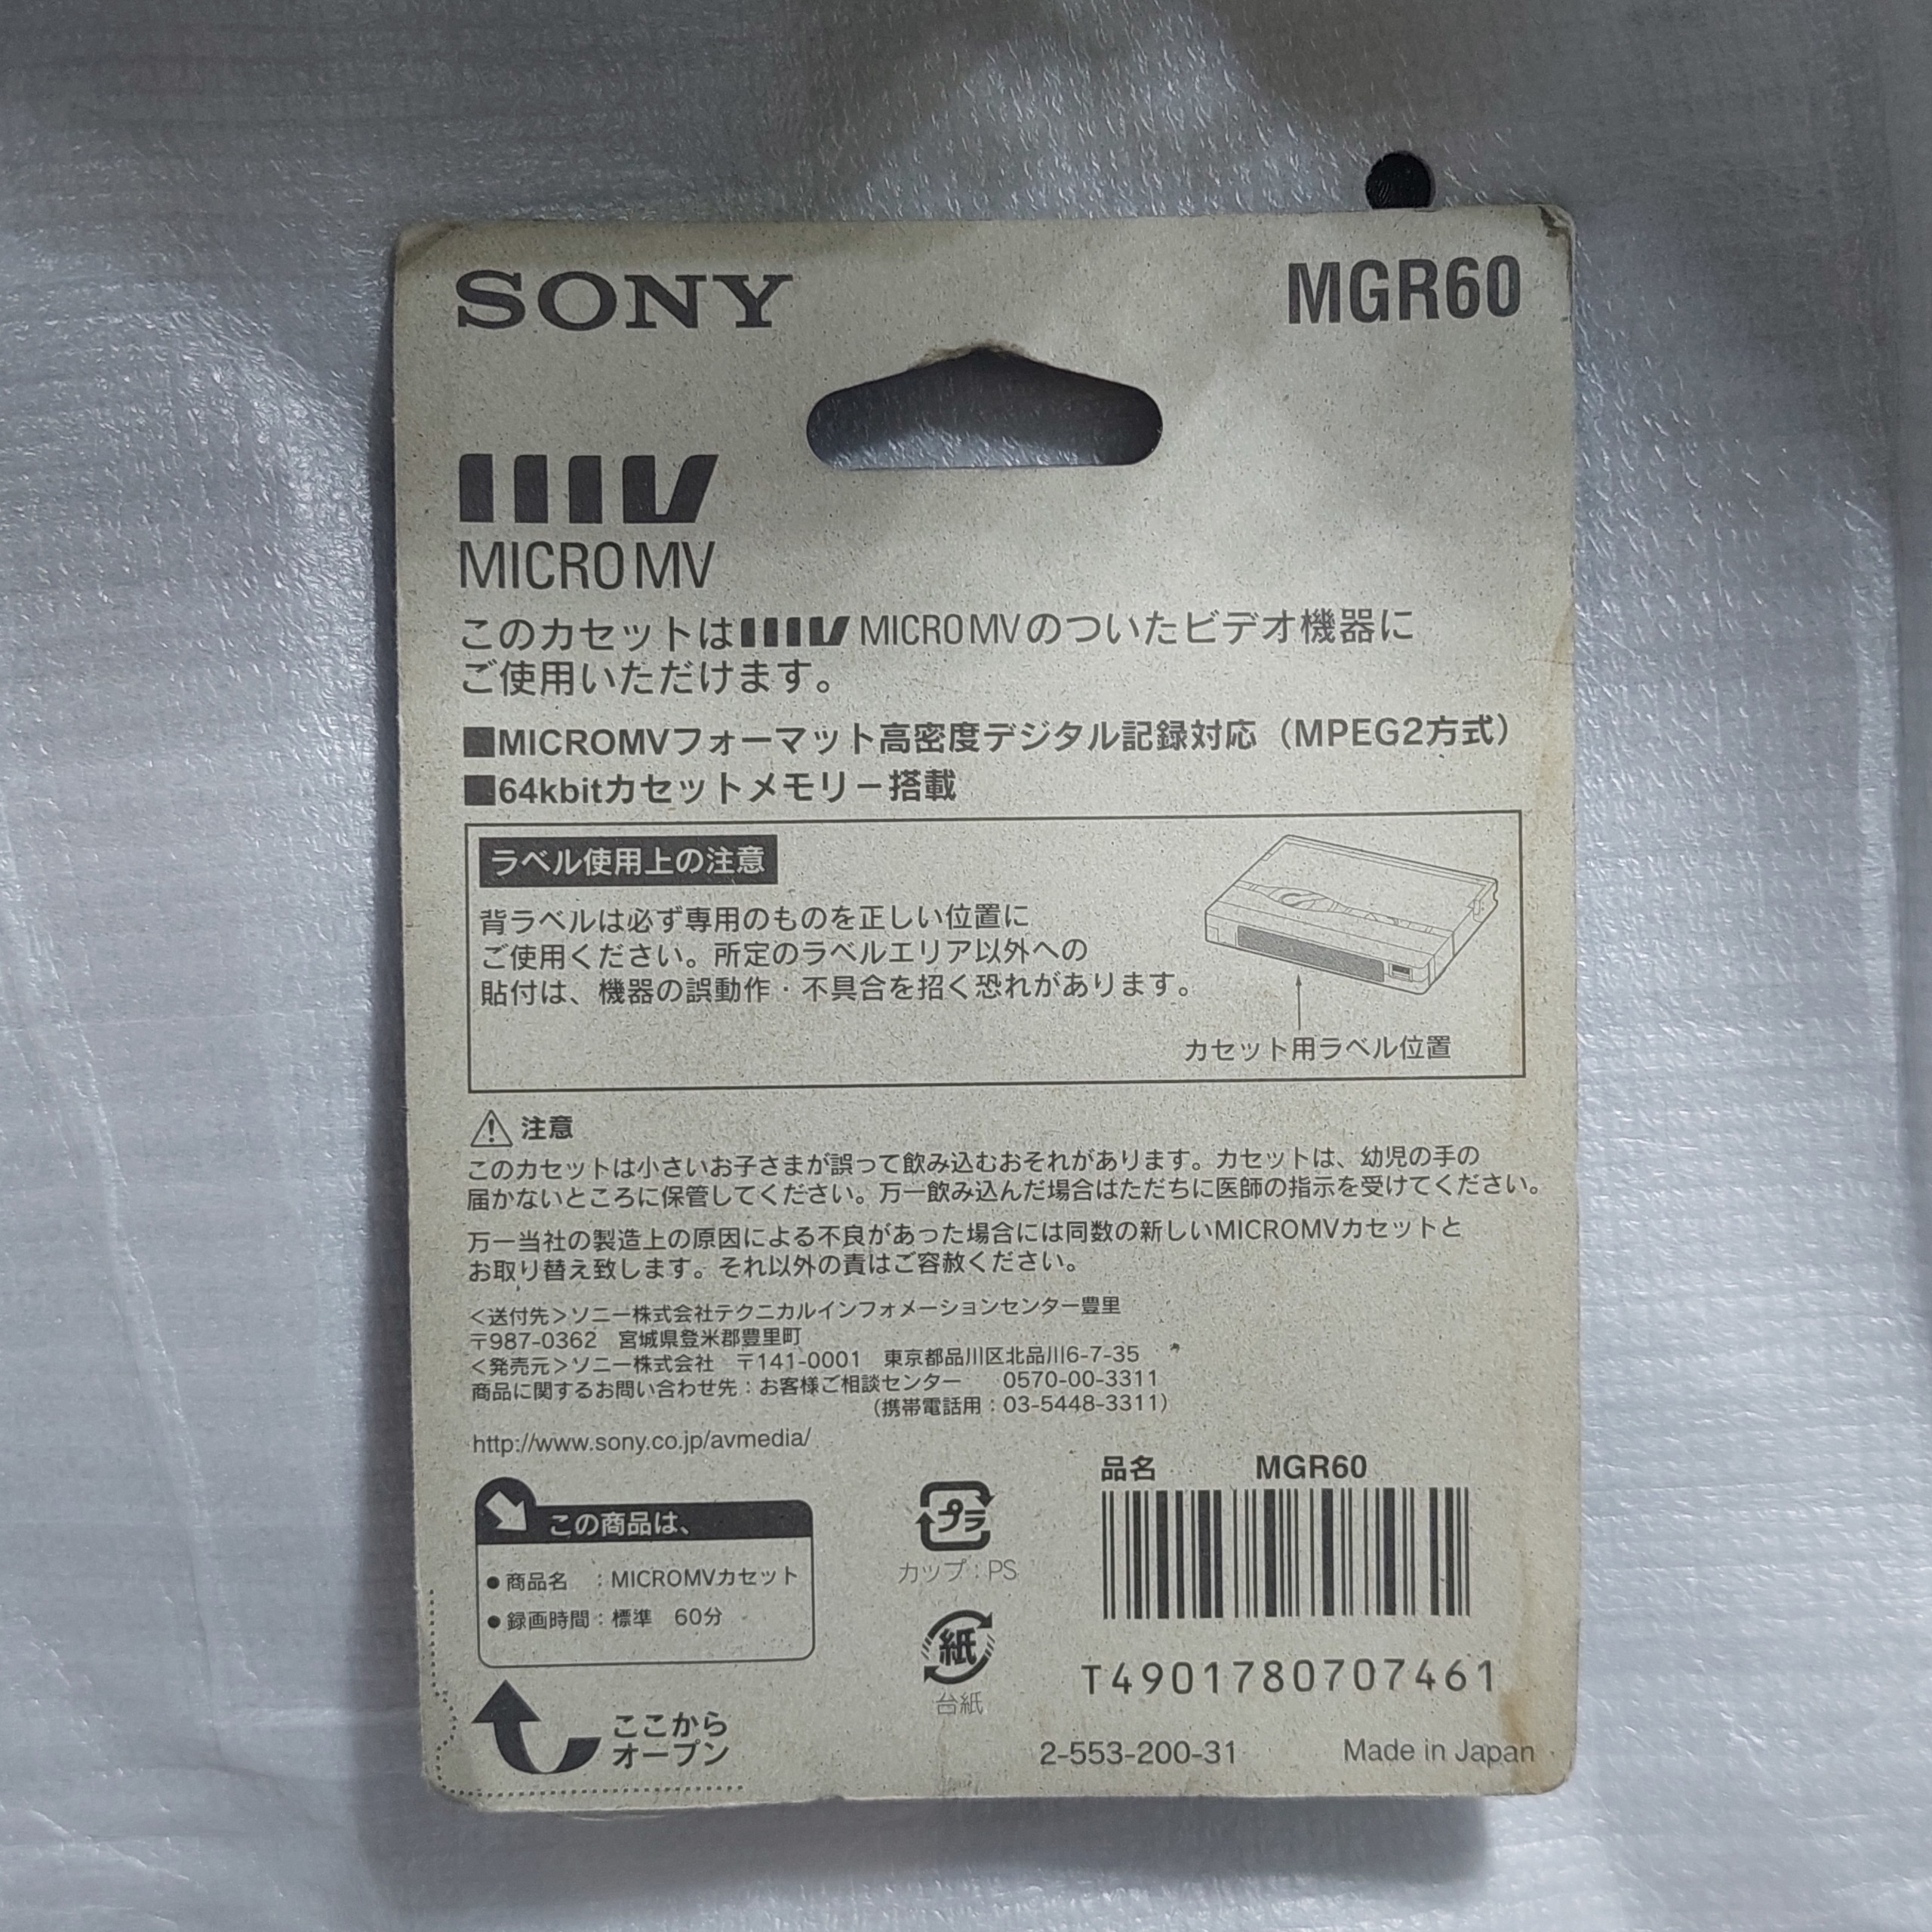 SONY
MGR60
MICROMV
このカセットは MICROMVのついたビデオ機器に
ご使用いただけます。
■MICROMVフォーマット高密度デジタル記録対応（MPEG2方式）
■64kbitカセットメモリー搭載
ラベル使用上の注意
背ラベルは必ず専用のものを正しい位置に
ご使用ください。所定のラベルエリア以外への
貼付は、機器の誤動作・不具合を招く恐れがあります。
カセット用ラベル位置
注意
このカセットは小さいお子さまが誤って飲み込むおそれがあります。カセットは、幼児の手の
届かないところに保管してください。万一飲み込んだ場合はただちに医師の指示を受けてください。
万一当社の製造上の原因による不良があった場合には同数の新しいMICROMVカセットと
お取り替え致します。それ以外の責はご容赦ください。
＜送付先＞ソニー株式会社テクニカルインフォメーションセンター豊里
〒987-0362 宮城県登米郡豊里町
＜発売元＞ソニー株式会社 〒141-0001 東京都品川区北品川6-7-35
商品に関するお問い合わせ先：お客様ご相談センター 0570-00-3311
（携帯電話用：03-5448-3311）
http://www.sony.co.jp/avmedia/
この商品は、
●商品名 ：MICROMVカセット
●録画時間：標準 60分
ここから
オープン
プラ
カップ：PS
紙
台紙
品名 MGR60
T4901780707461
2-553-200-31
Made in Japan